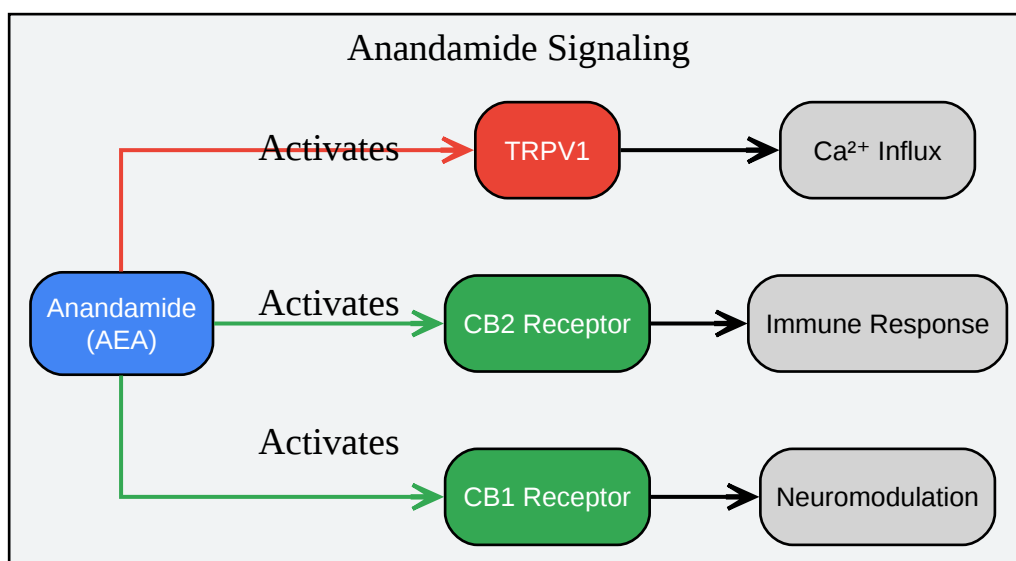 Anandamide Signaling
Activates
TRPV1
Ca²⁺ Influx
Anandamide
(AEA)
Activates
CB2 Receptor
Immune Response
Activates
CB1 Receptor
Neuromodulation